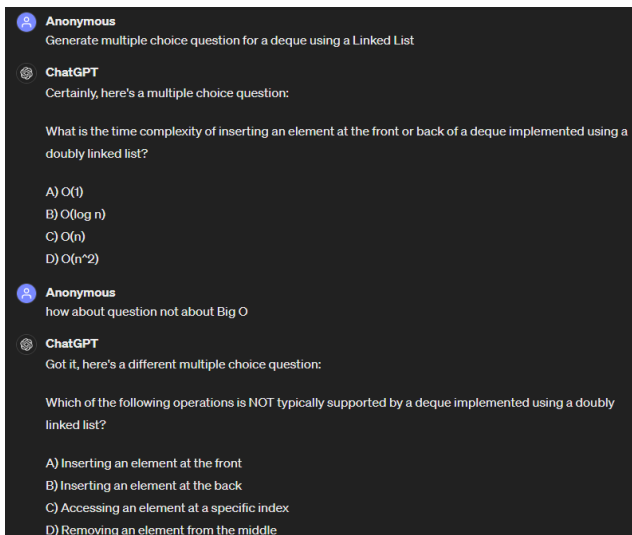 Anonymous
Generate multiple choice question for a deque using a Linked List
ChatGPT
Certainly, here's a multiple choice question:
What is the time complexity of inserting an element at the front or back of a deque implemented using a
doubly linked list?
A) O(1)
B) O(log n)
C) O(n)
D) O(n^2)
Anonymous
how about question not about Big O
ChatGPT
Got it, here's a different multiple choice question:
Which of the following operations is NOT typically supported by a deque implemented using a doubly
linked list?
A) Inserting an element at the front
B) Inserting an element at the back
C) Accessing an element at a specific index
D) Removing an element from the middle